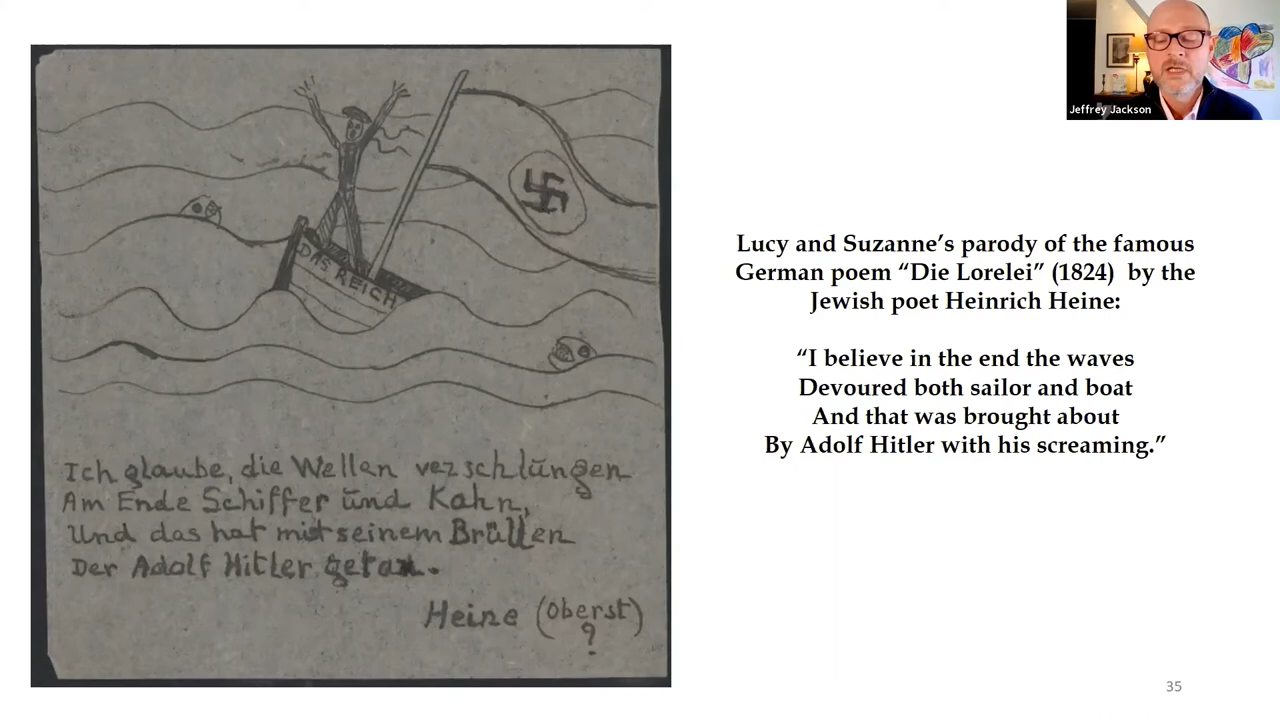 DAS REICH
Ich glaube, die Wellen verschlŭngen
Am Ende Schiffer ŭnd Kahn,
Und das hat mit seinem Brüllen
Der Adolf Hitler getan.
Heine (Oberst)
?
Jeffrey Jackson
Lucy and Suzanne’s parody of the famous
German poem “Die Lorelei” (1824) by the
Jewish poet Heinrich Heine:
“I believe in the end the waves
Devoured both sailor and boat
And that was brought about
By Adolf Hitler with his screaming.”
35